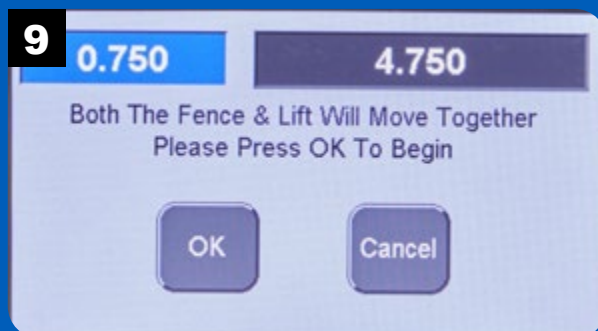 9
0.750 4.750
Both The Fence & Lift Will Move Together
Please Press OK To Begin
OK Cancel